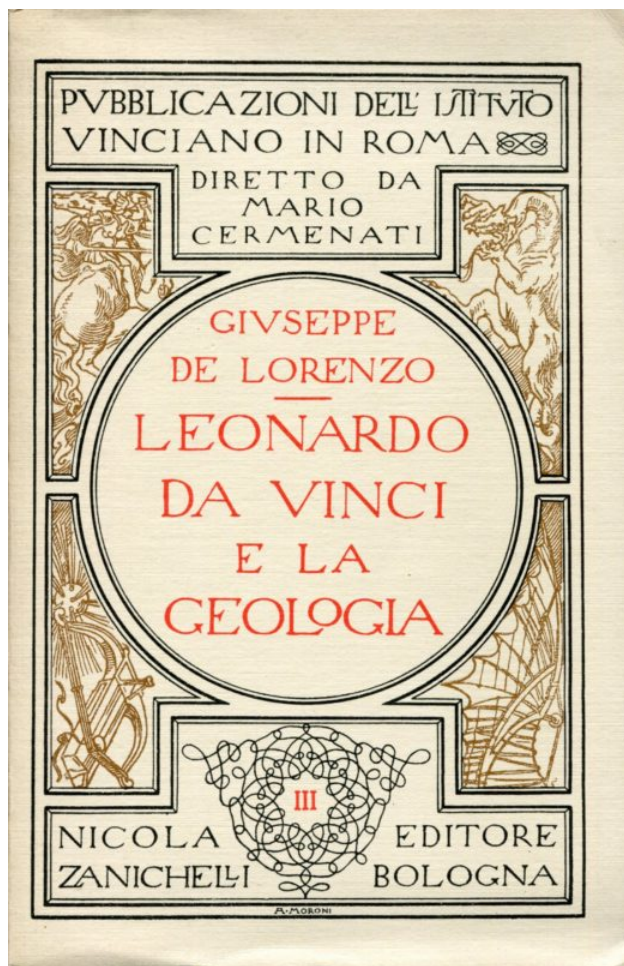 PVBBLICAZIONI DELL' ISTITVTO
VINCIANO IN ROMA
DIRETTO DA
MARIO
CERMENATI
GIVSEPPE
DE LORENZO
LEONARDO
DA VINCI
E LA
GEOLOGIA
III
NICOLA EDITORE
ZANICHELLI BOLOGNA
A·MORONI